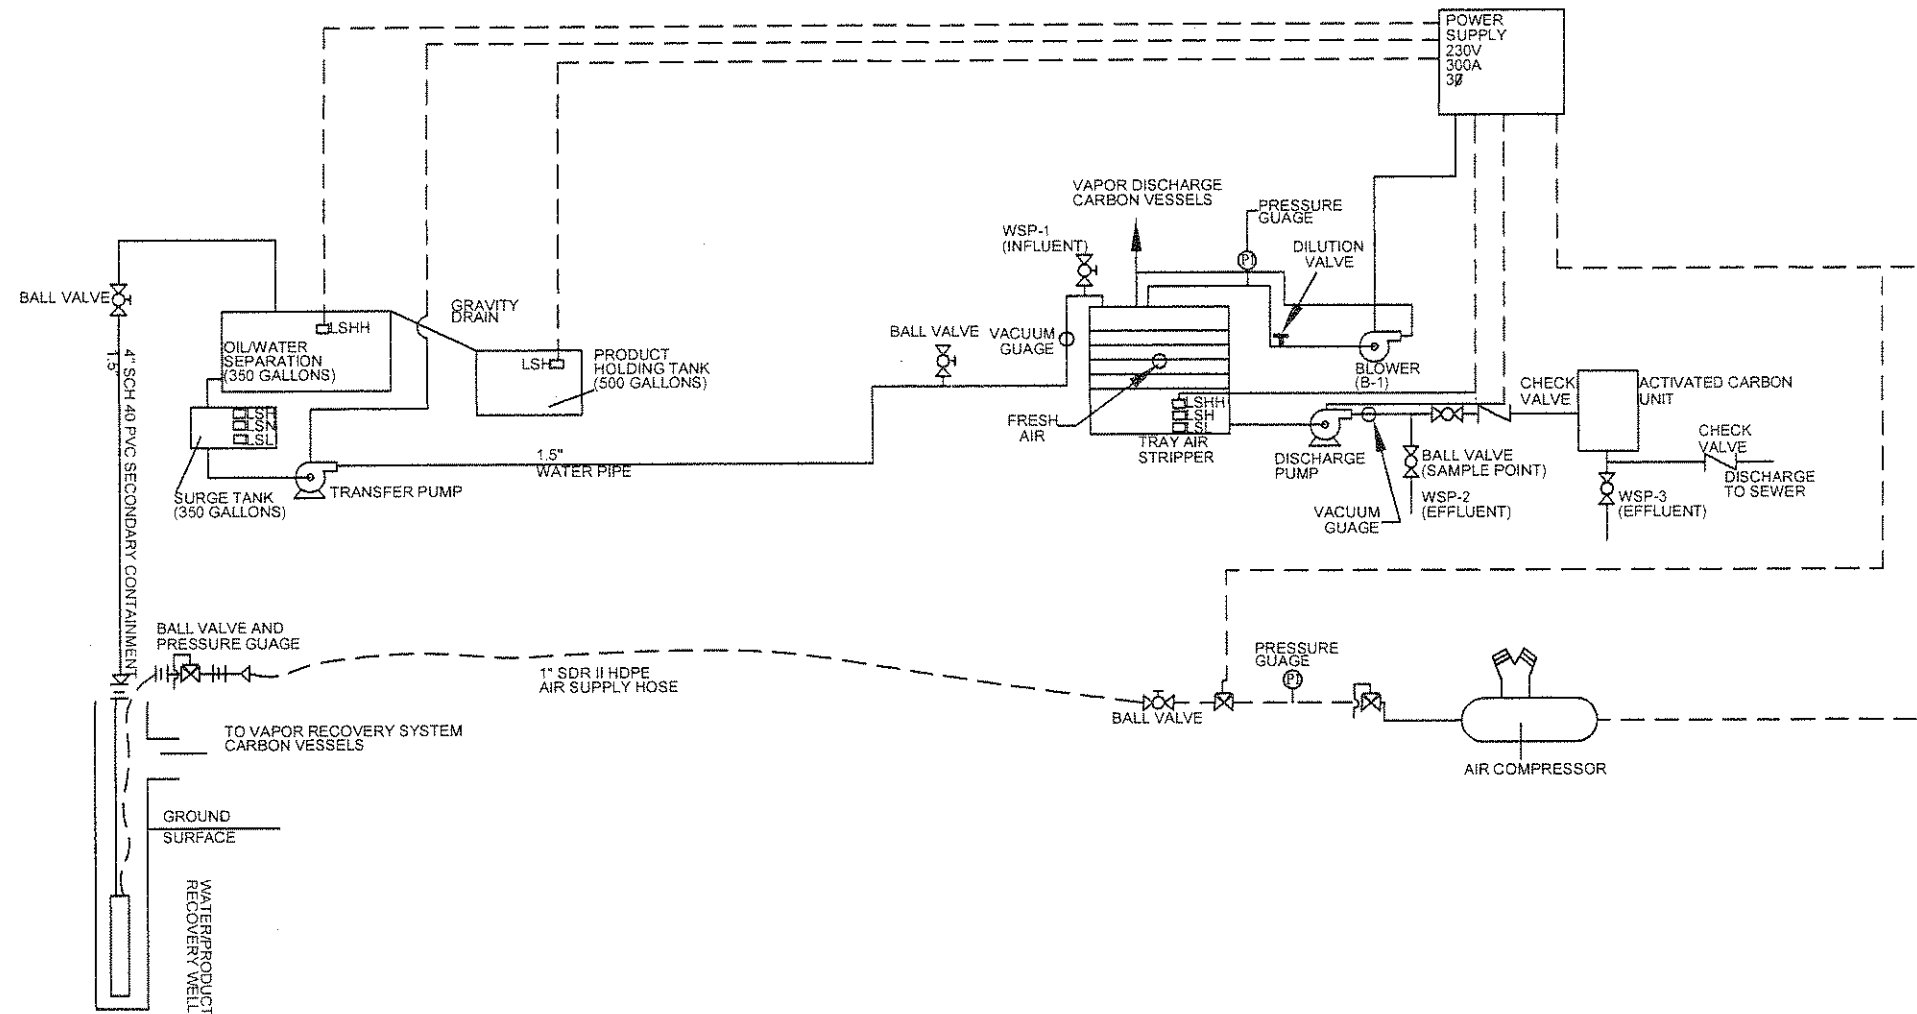 POWER
SUPPLY
230V
300A
3Ø
VAPOR DISCHARGE
CARBON VESSELS
PRESSURE
GUAGE
WSP-1
(INFLUENT)
PI
DILUTION
VALVE
BALL VALVE
GRAVITY
DRAIN
LSHH
OIL/WATER
SEPARATION
(350 GALLONS)
LSH
PRODUCT
HOLDING TANK
(500 GALLONS)
BALL VALVE
VACUUM
GUAGE
BLOWER
(B-1)
CHECK
VALVE
ACTIVATED CARBON
UNIT
LSH
LSN
LSL
FRESH
AIR
LSHH
LSH
LSL
TRAY AIR
STRIPPER
CHECK
VALVE
1.5"
WATER PIPE
DISCHARGE
PUMP
BALL VALVE
(SAMPLE POINT)
DISCHARGE
TO SEWER
TRANSFER PUMP
SURGE TANK
(350 GALLONS)
VACUUM
GUAGE
WSP-2
(EFFLUENT)
WSP-3
(EFFLUENT)
4" SCH 40 PVC SECONDARY CONTAINMENT
1.5"
BALL VALVE AND
PRESSURE GUAGE
1" SDR II HDPE
AIR SUPPLY HOSE
PRESSURE
GUAGE
PI
BALL VALVE
TO VAPOR RECOVERY SYSTEM
CARBON VESSELS
AIR COMPRESSOR
GROUND
SURFACE
WATER/PRODUCT
RECOVERY WELL